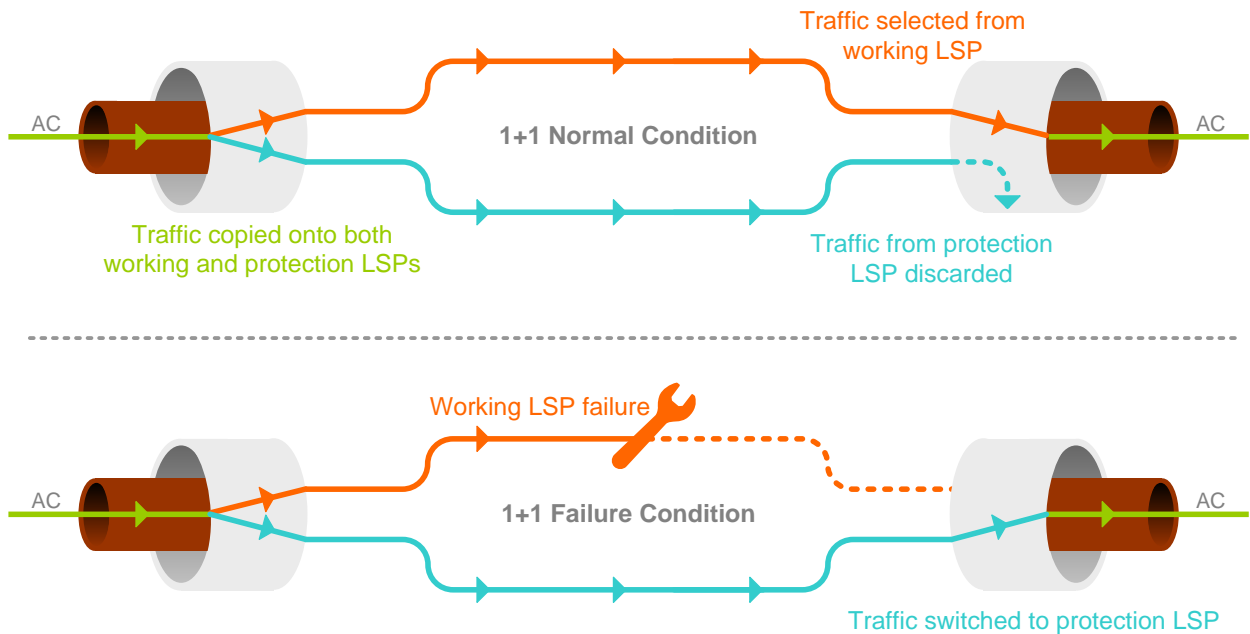 Traffic selected from
working LSP
AC
1+1 Normal Condition
AC
Traffic copied onto both
working and protection LSPs
Traffic from protection
LSP discarded
Working LSP failure
AC
1+1 Failure Condition
AC
Traffic switched to protection LSP